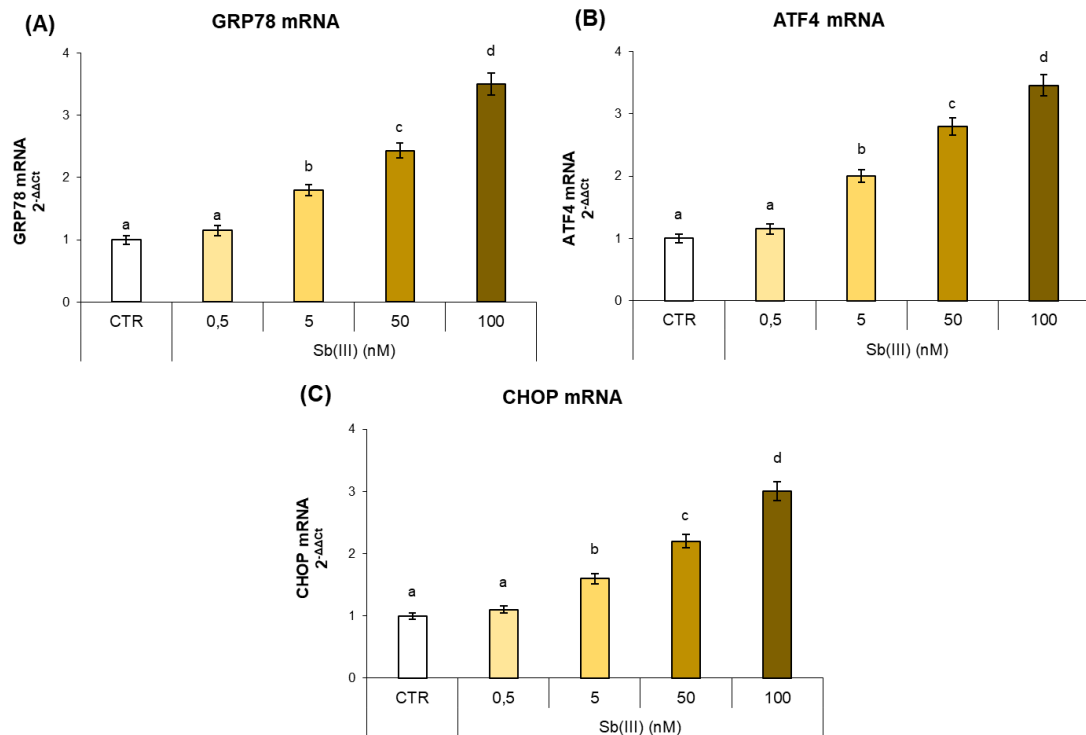 (A)
GRP78 mRNA
GRP78 mRNA
2-ΔΔCt
4
3
2
1
0
a
a
b
c
d
CTR
0,5
5
50
100
Sb(III) (nM)
(B)
ATF4 mRNA
ATF4 mRNA
2-ΔΔCt
4
3
2
1
0
a
a
b
c
d
CTR
0,5
5
50
100
Sb(III) (nM)
(C)
CHOP mRNA
CHOP mRNA
2-ΔΔCt
4
3
2
1
0
a
a
b
c
d
CTR
0,5
5
50
100
Sb(III) (nM)